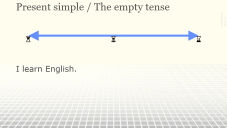 Present simple / The empty tense
I learn English.